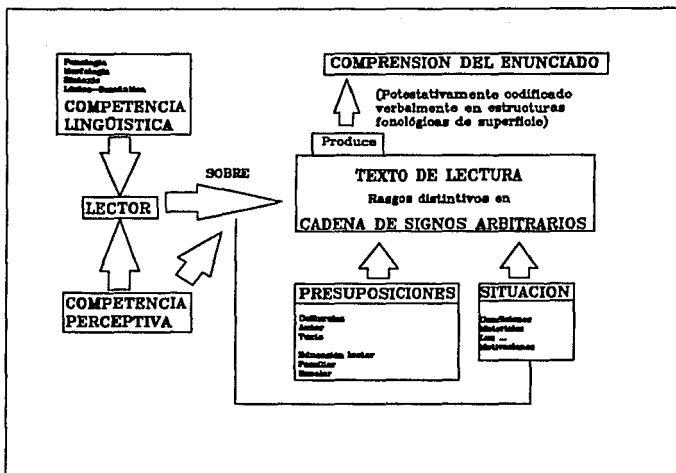 Fonología
Morfología
Sintaxis
Léxico-Semántica
COMPETENCIA
LINGÜISTICA
COMPRENSION DEL ENUNCIADO
(Potestativamente codificado
verbalmente en estructuras
fonológicas de superficie)
Produce
SOBRE
TEXTO DE LECTURA
Rasgos distintivos en
CADENA DE SIGNOS ARBITRARIOS
LECTOR
COMPETENCIA
PERCEPTIVA
PRESUPOSICIONES
Culturales
Autor
Texto
Educación lector
Familiar
Escolar
SITUACION
Condiciones
Materiales
Luz ...
Motivaciones